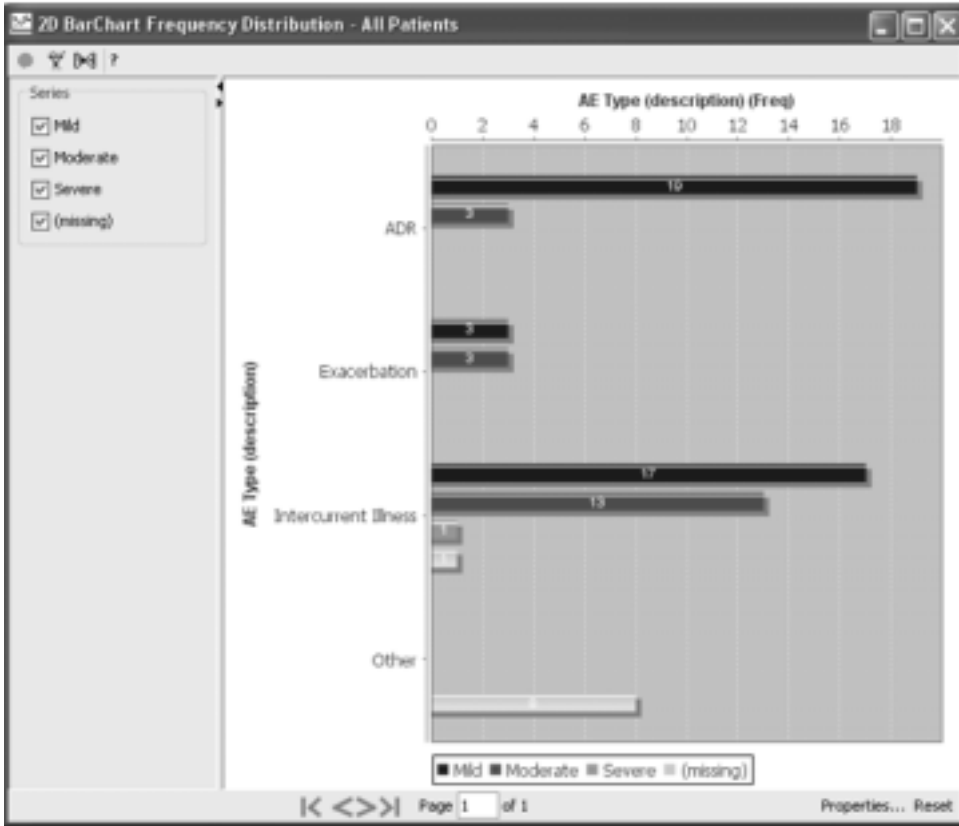 2D BarChart Frequency Distribution - All Patients
?
Series
Mild
Moderate
Severe
(missing)
AE Type (description) (Freq)
0 2 4 6 8 10 12 14 16 18
19
3
ADR
3
3
Exacerbation
AE Type (description)
17
13
Intercurrent Illness
1
1
Other
8
Mild Moderate Severe (missing)
Page 1 of 1 Properties... Reset